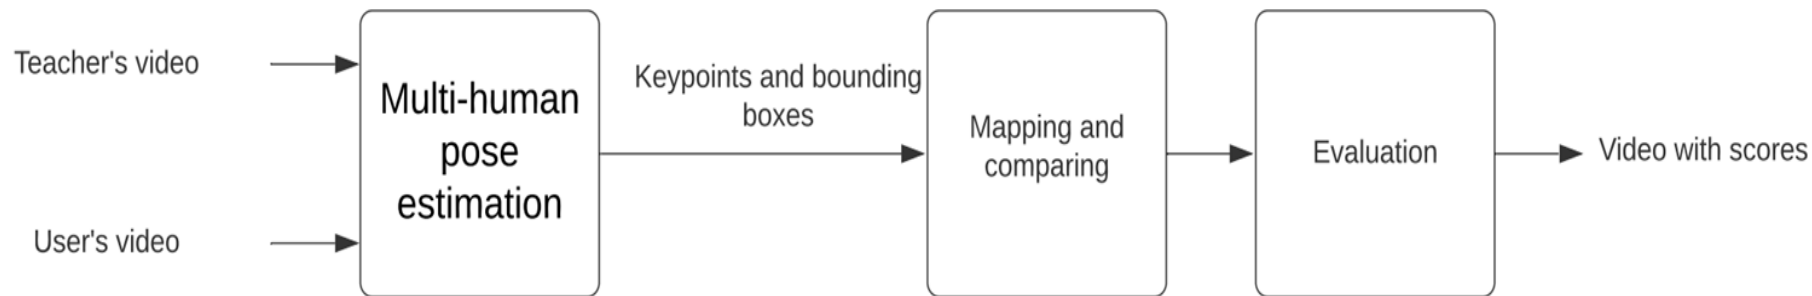 Teacher's video
User's video
Multi-human
pose
estimation
Keypoints and bounding
boxes
Mapping and
comparing
Evaluation
Video with scores